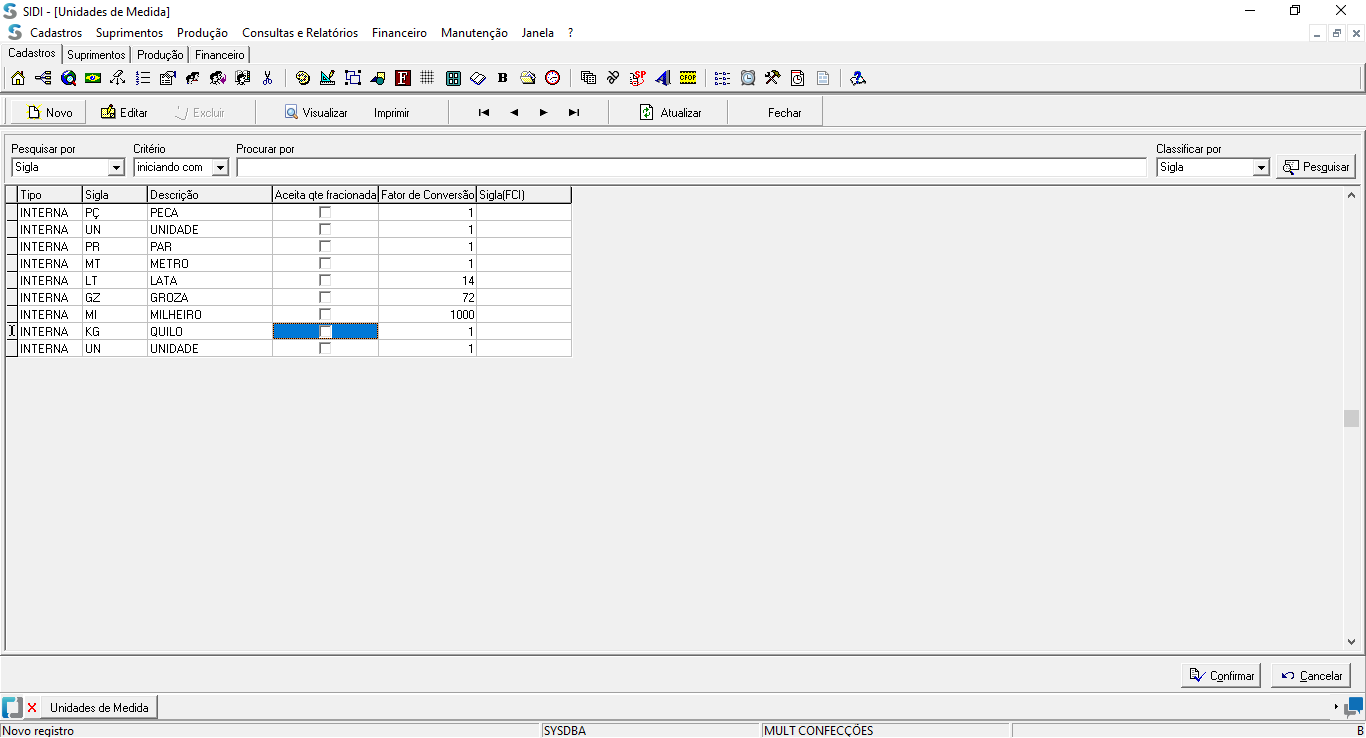 SIDI - [Unidades de Medida]
Cadastros Suprimentos Produção Consultas e Relatórios Financeiro Manutenção Janela ?
Cadastros Suprimentos Produção Financeiro
F B SP CFOP
Novo Editar Excluir Visualizar Imprimir Atualizar Fechar
Pesquisar por Critério Procurar por Classificar por
Sigla iniciando com Sigla Pesquisar
Tipo Sigla Descrição Aceita qte fracionada Fator de Conversão Sigla(FCI)
INTERNA PÇ PECA 1
INTERNA UN UNIDADE 1
INTERNA PR PAR 1
INTERNA MT METRO 1
INTERNA LT LATA 14
INTERNA GZ GROZA 72
INTERNA MI MILHEIRO 1000
INTERNA KG QUILO 1
INTERNA UN UNIDADE 1
Confirmar Cancelar
Unidades de Medida
Novo registro SYSDBA MULT CONFECÇÕES B